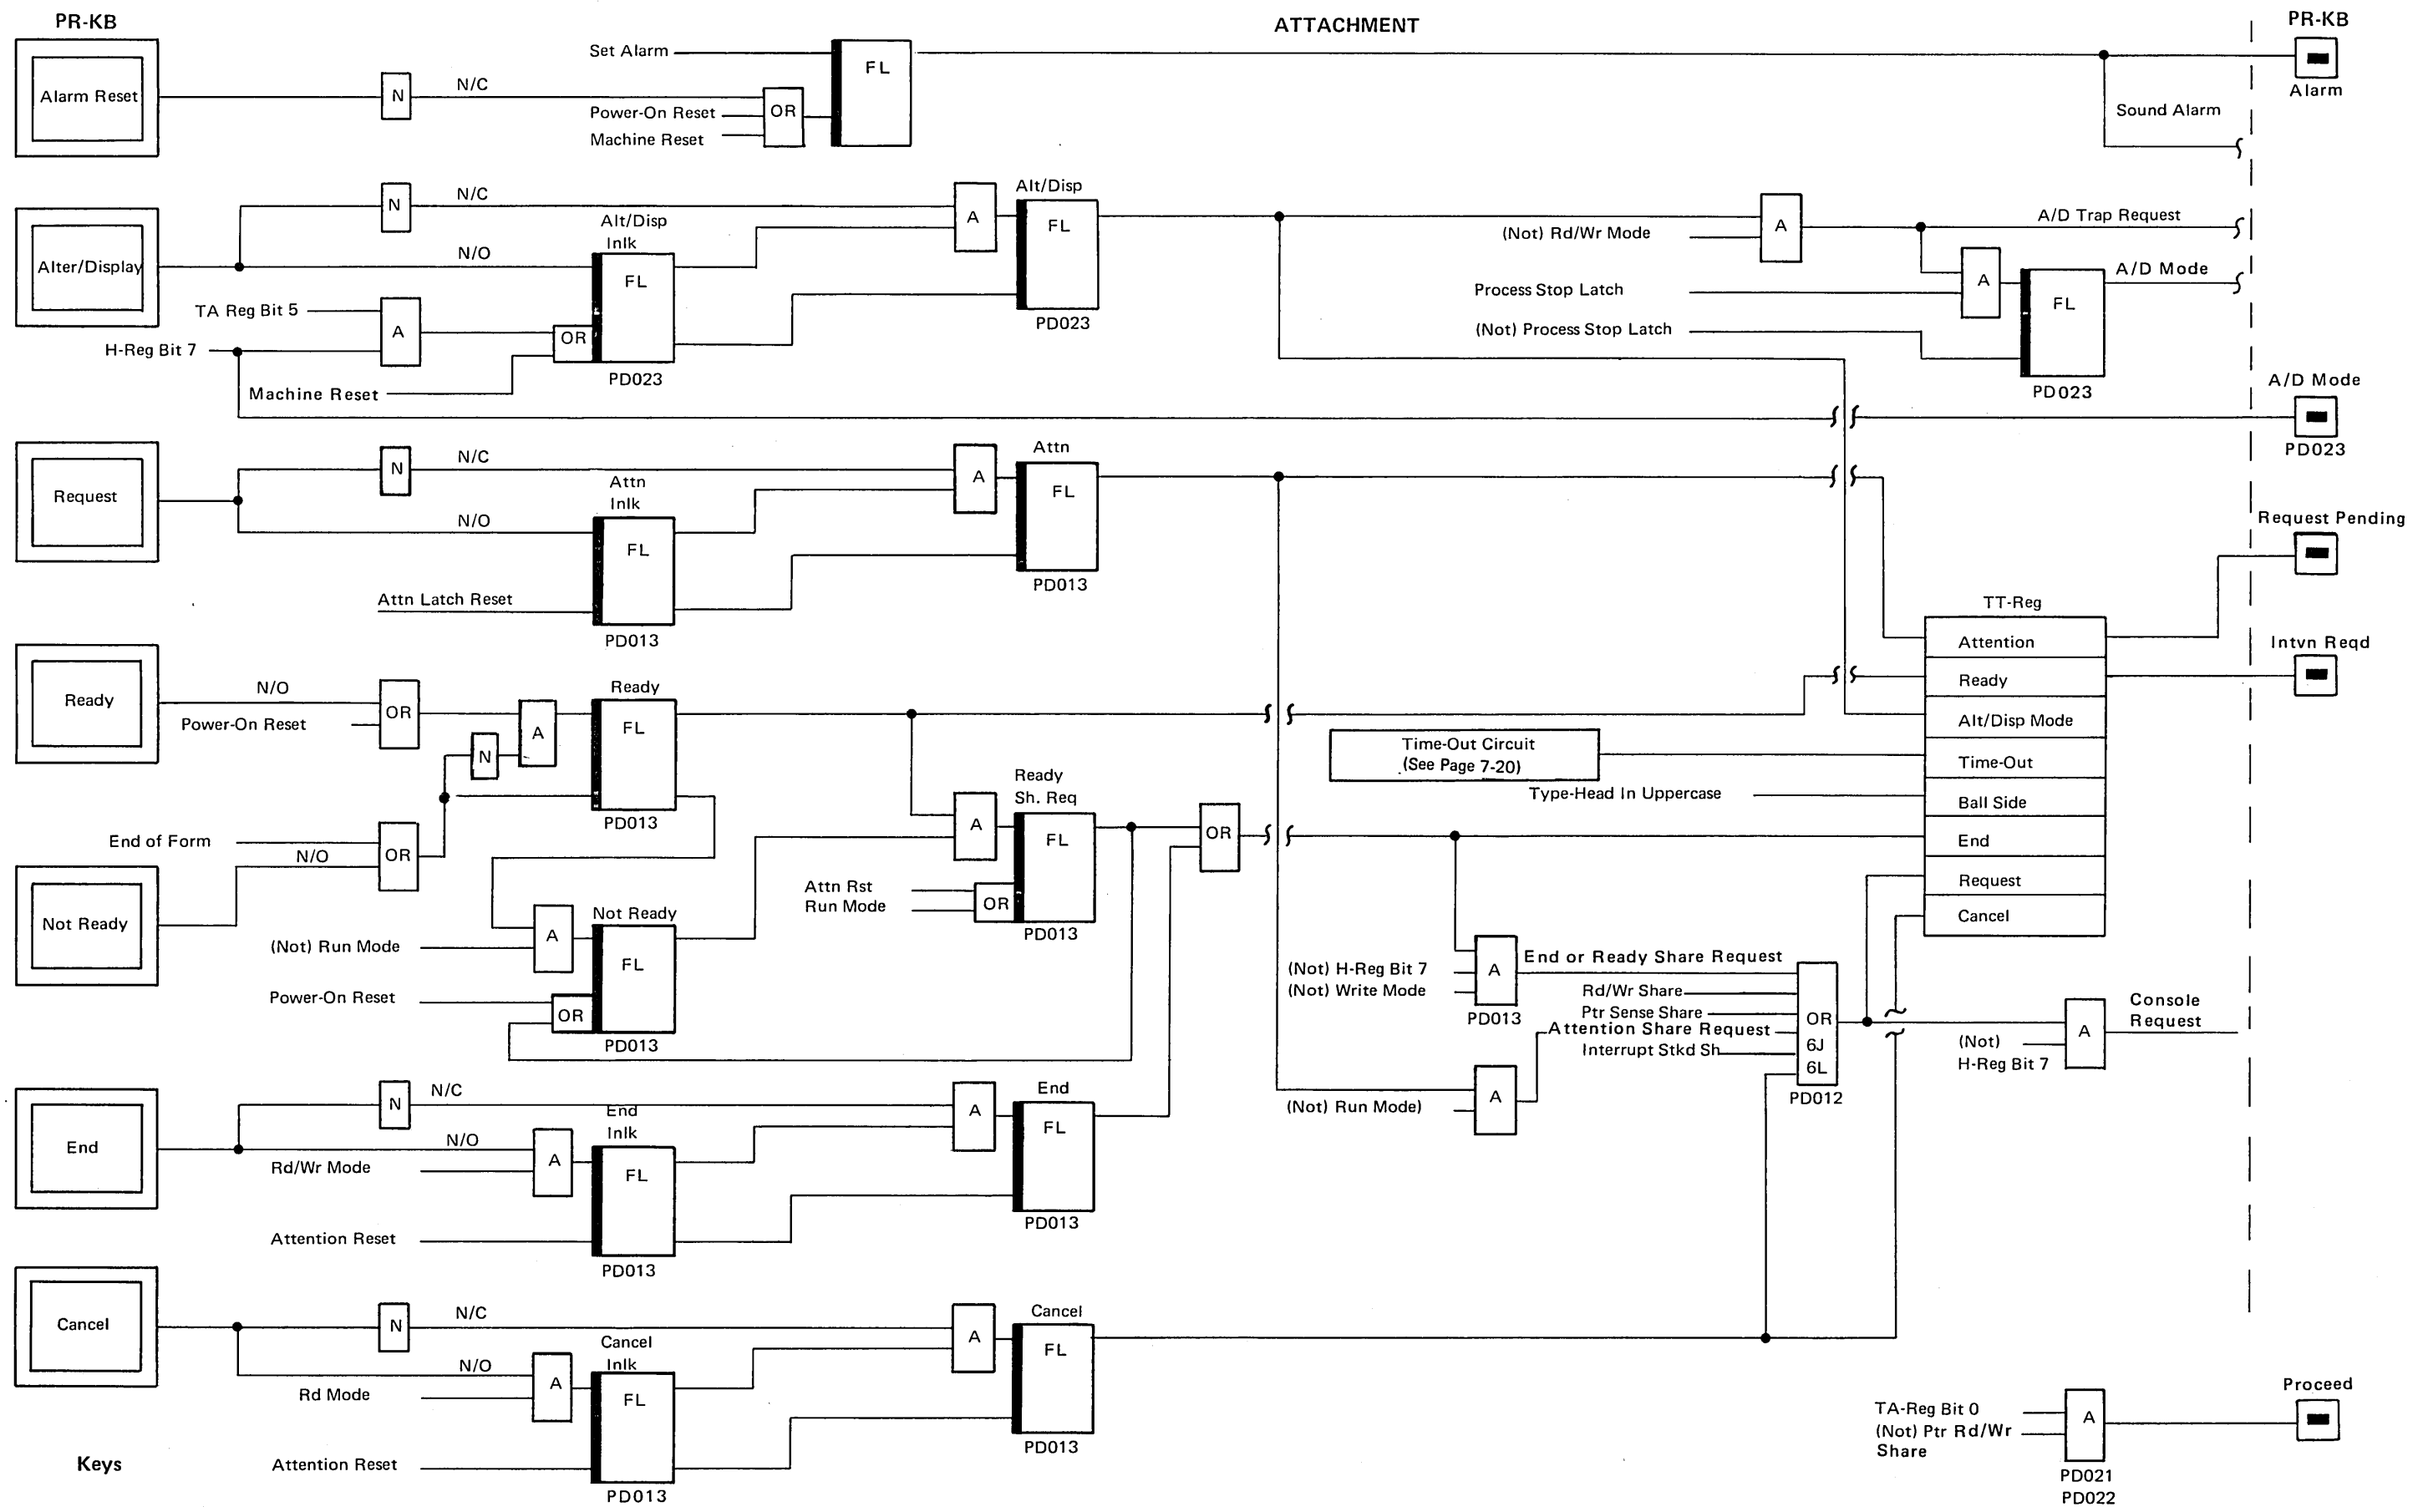 PR-KB
ATTACHMENT
PR-KB
Alarm Reset
N
N/C
Set Alarm
Power-On Reset
Machine Reset
OR
FL
Sound Alarm
Alarm
Alter/Display
N
N/C
N/O
Alt/Disp
Inlk
FL
PD023
TA Reg Bit 5
H-Reg Bit 7
A
OR
Machine Reset
A
Alt/Disp
FL
PD023
(Not) Rd/Wr Mode
A
A/D Trap Request
Process Stop Latch
(Not) Process Stop Latch
A
FL
PD023
A/D Mode
A/D Mode
PD023
Request
N
N/C
N/O
Attn
Inlk
FL
PD013
Attn Latch Reset
A
Attn
FL
PD013
Request Pending
Intvn Reqd
TT-Reg
Attention
Ready
Alt/Disp Mode
Time-Out
Ball Side
End
Request
Cancel
Ready
N/O
Power-On Reset
OR
N
A
Ready
FL
PD013
Time-Out Circuit
(See Page 7-20)
Type-Head In Uppercase
End of Form
N/O
OR
Not Ready
(Not) Run Mode
Power-On Reset
A
OR
Not Ready
FL
PD013
A
Ready
Sh. Req
FL
PD013
Attn Rst
Run Mode
OR
OR
(Not) H-Reg Bit 7
(Not) Write Mode
A
PD013
End or Ready Share Request
Rd/Wr Share
Ptr Sense Share
Attention Share Request
Interrupt Stkd Sh
OR
6J
6L
PD012
(Not) Run Mode)
A
(Not)
H-Reg Bit 7
A
Console
Request
End
N
N/C
N/O
Rd/Wr Mode
A
End
Inlk
FL
PD013
Attention Reset
A
End
FL
PD013
Cancel
N
N/C
N/O
Rd Mode
A
Cancel
Inlk
FL
PD013
Attention Reset
A
Cancel
FL
PD013
TA-Reg Bit 0
(Not) Ptr Rd/Wr
Share
A
PD021
PD022
Proceed
Keys